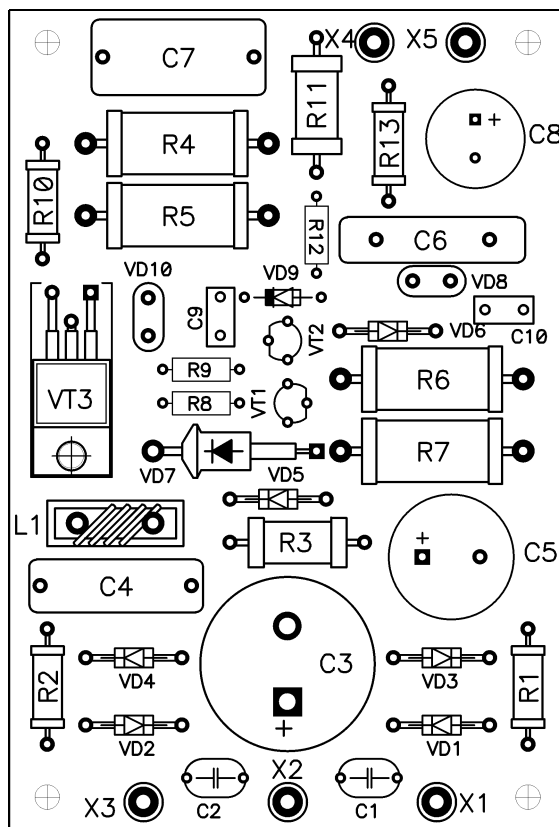 X4 X5
C7
R11
R13
+
C8
R4
R10
R5
R12
C6
VD10
VD9
VD8
C9
C10
VT2
VD6
R9
VT3
R6
R8
VT1
R7
VD7
VD5
L1
R3
+
C5
C4
C3
R2
R1
VD4
VD3
+
VD2
VD1
X2
X3
C2
C1
X1